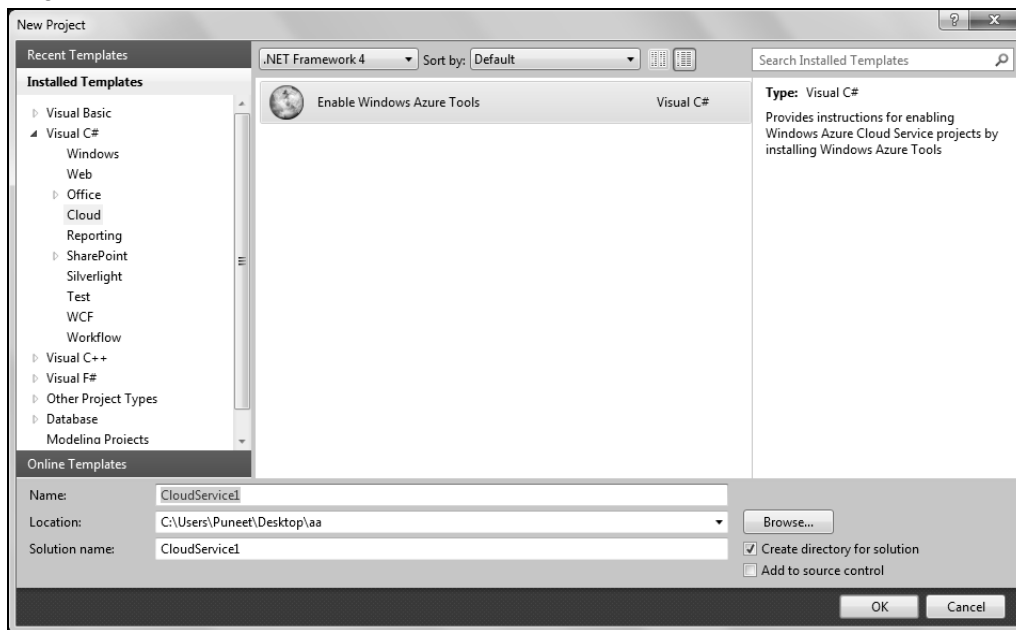 New Project
Recent Templates
Installed Templates
Visual Basic
Visual C#
Windows
Web
Office
Cloud
Reporting
SharePoint
Silverlight
Test
WCF
Workflow
Visual C++
Visual F#
Other Project Types
Database
Modeling Projects
Online Templates
.NET Framework 4
Sort by: Default
Enable Windows Azure Tools Visual C#
Search Installed Templates
Type: Visual C#
Provides instructions for enabling
Windows Azure Cloud Service projects by
installing Windows Azure Tools
Name: CloudService1
Location: C:\Users\Puneet\Desktop\aa
Browse...
Solution name: CloudService1
Create directory for solution
Add to source control
OK Cancel